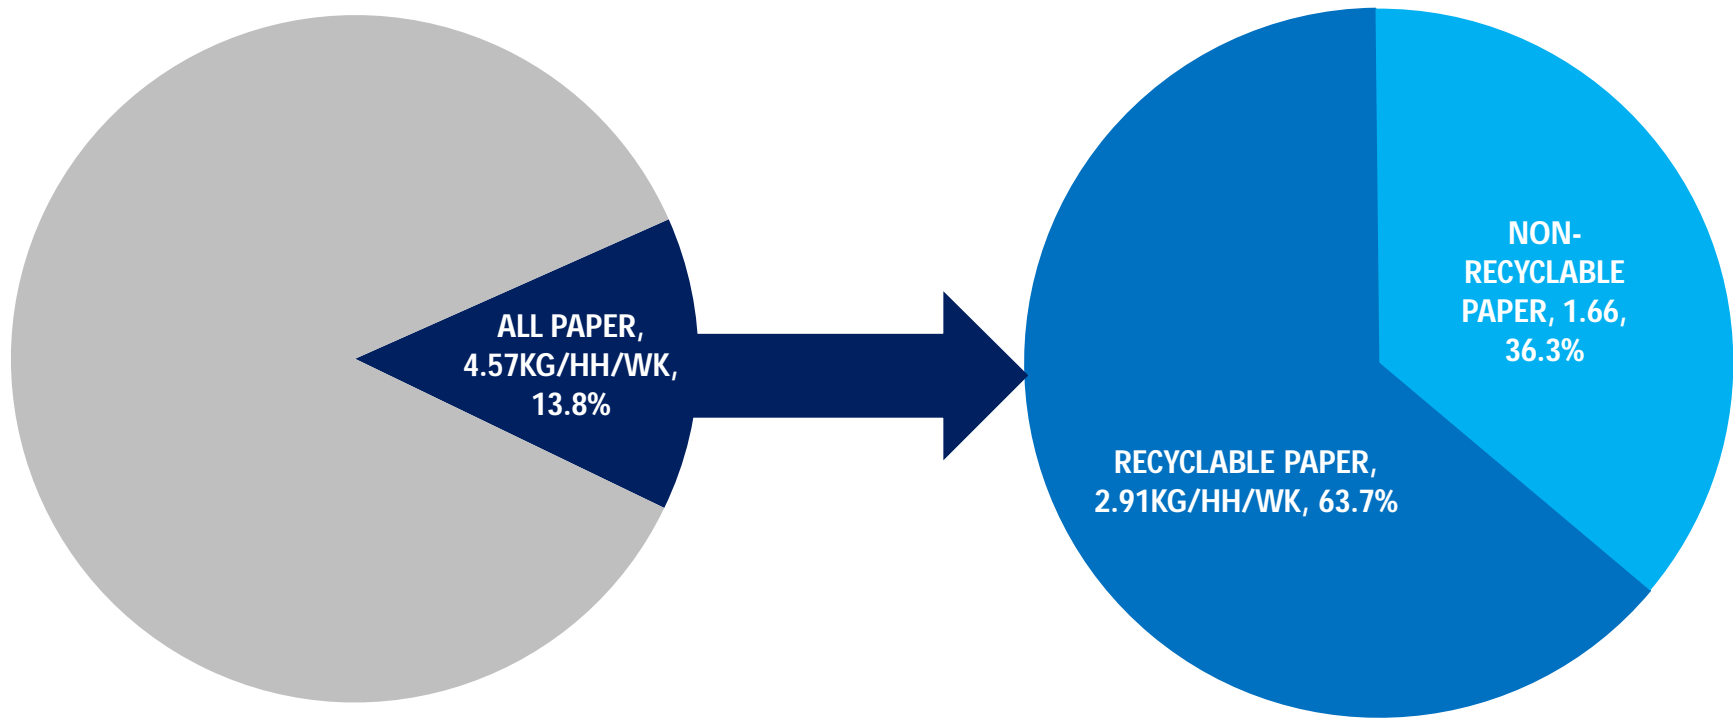 ALL PAPER,
4.57KG/HH/WK,
13.8%
NON-
RECYCLABLE
PAPER, 1.66,
36.3%
RECYCLABLE PAPER,
2.91KG/HH/WK, 63.7%